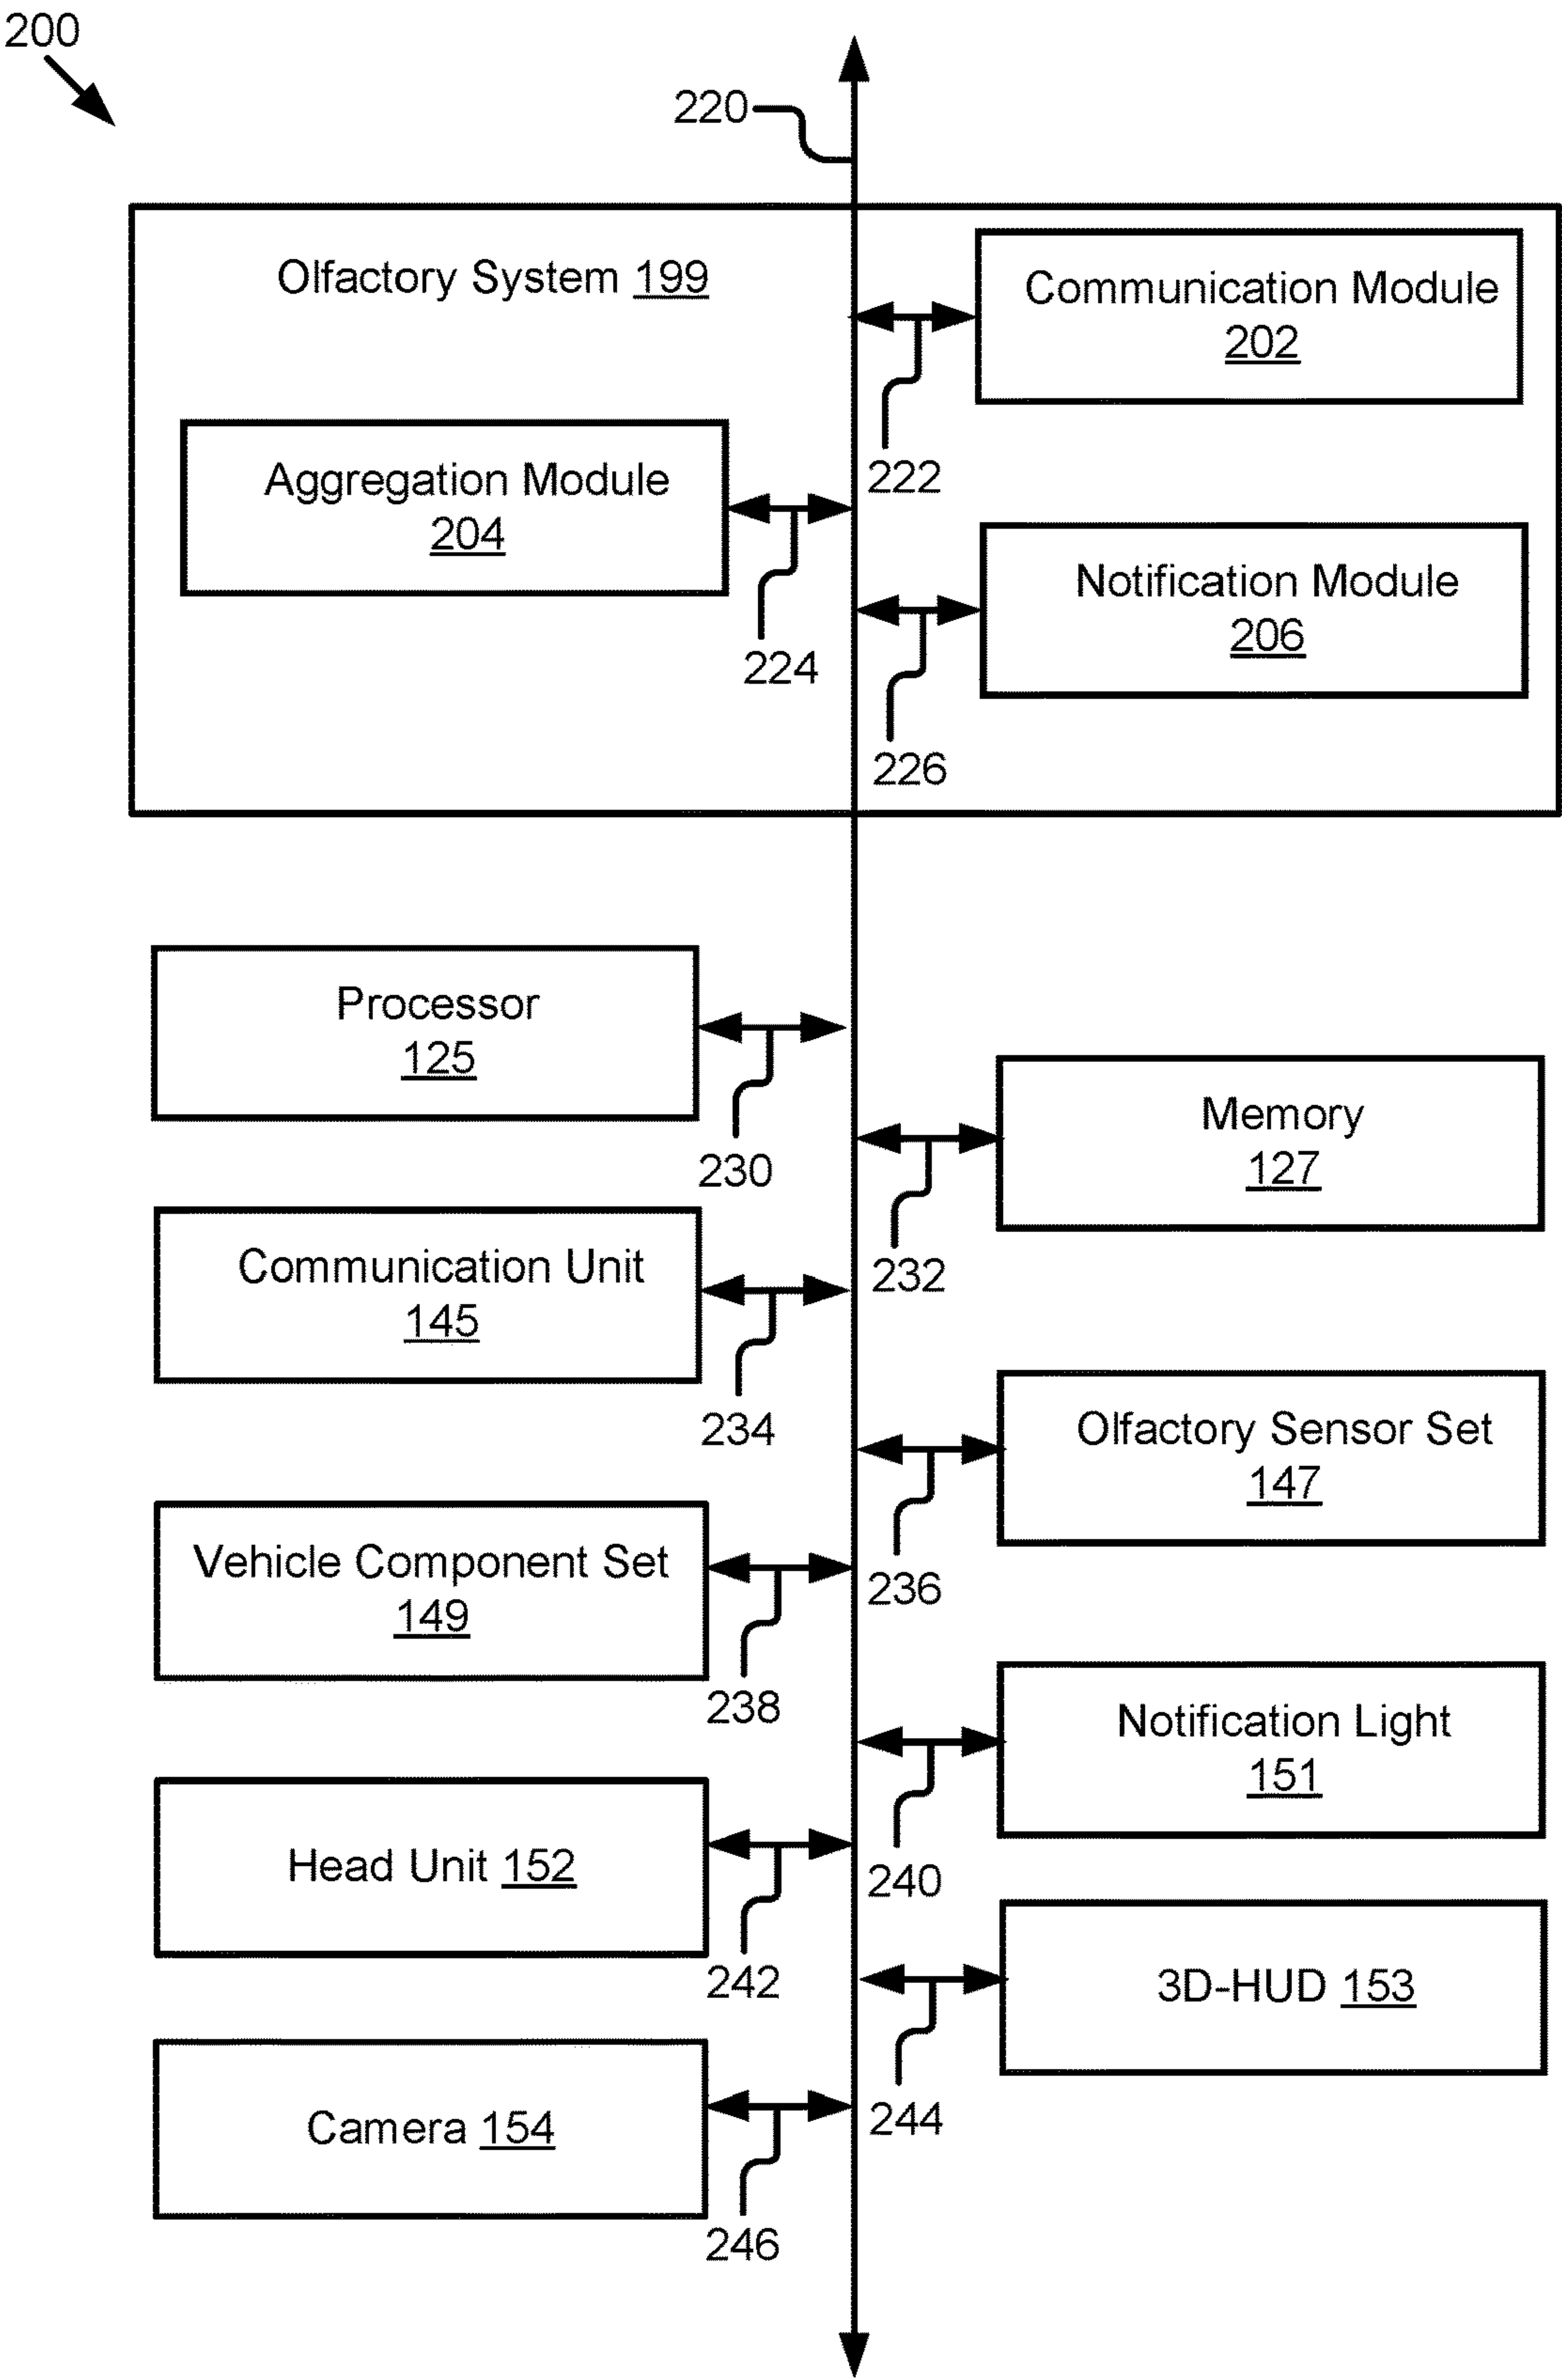 200
220
Olfactory System 199
Communication Module
202
222
Aggregation Module
204
224
Notification Module
206
226
Processor
125
230
Memory
127
232
Communication Unit
145
234
Olfactory Sensor Set
147
236
Vehicle Component Set
149
238
Notification Light
151
240
Head Unit 152
242
3D-HUD 153
244
Camera 154
246